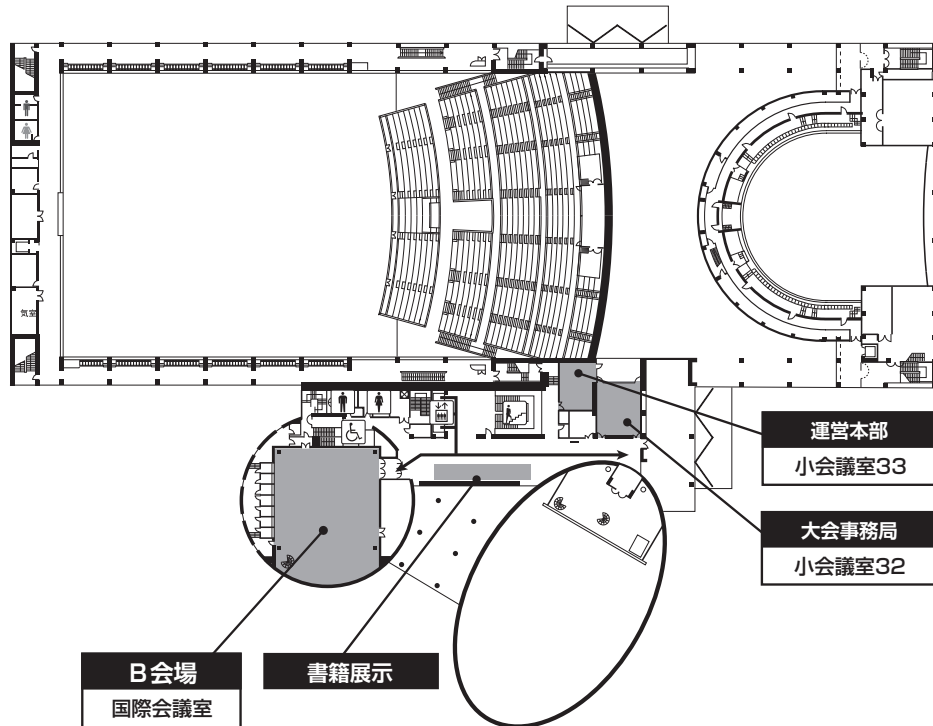 気室
運営本部
小会議室33
大会事務局
小会議室32
B会場
国際会議室
書籍展示